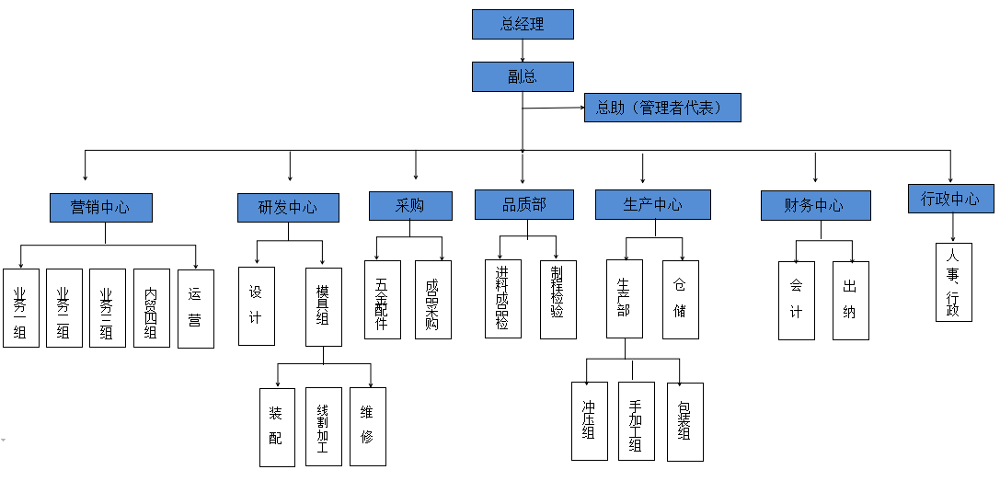 总经理
副总
总助（管理者代表）
营销中心
研发中心
采购
品质部
生产中心
财务中心
行政中心
业务一组
业务二组
业务三组
内贸四组
运营
设计
模具组
五金配件
成品采购
进料成品检
制程检验
生产部
仓储
会计
出纳
人事、行政
装配
线割加工
维修
冲压组
手加工组
包装组